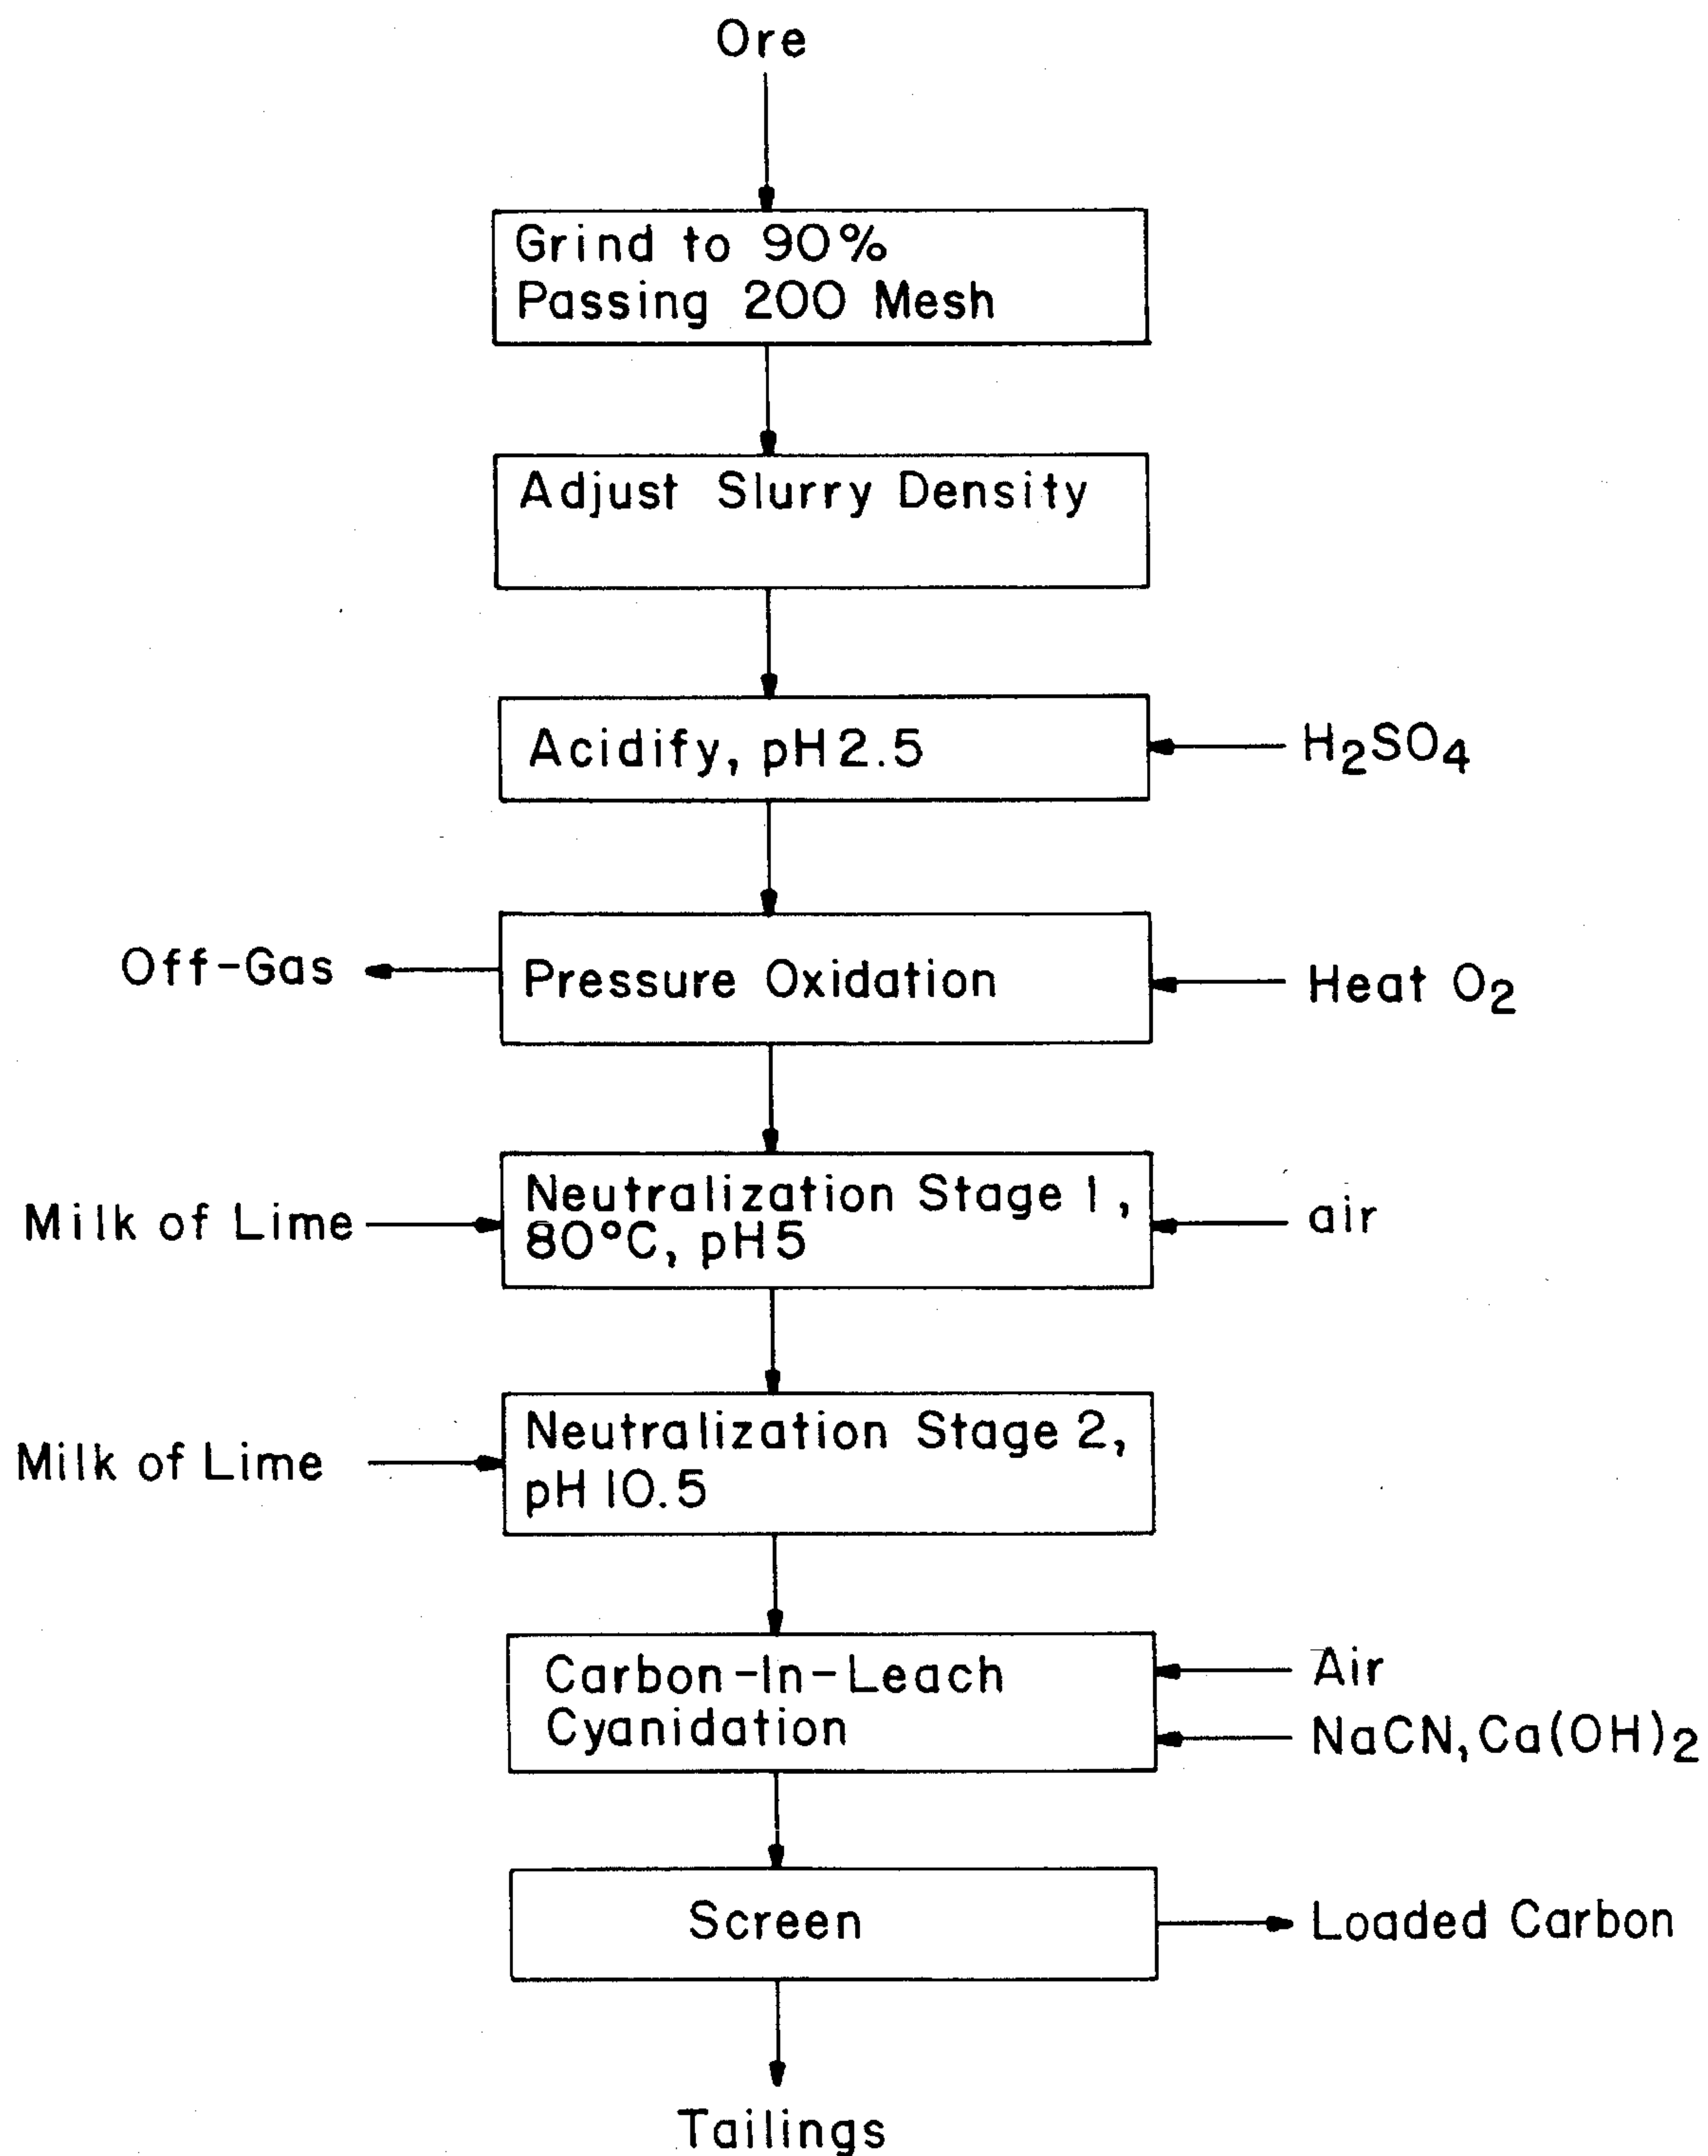 Ore
Grind to 90%
Passing 200 Mesh
Adjust Slurry Density
Acidify, pH 2.5
H2SO4
Off-Gas
Pressure Oxidation
Heat O2
Milk of Lime
Neutralization Stage 1,
80°C, pH 5
air
Milk of Lime
Neutralization Stage 2,
pH 10.5
Carbon-In-Leach
Cyanidation
Air
NaCN, Ca(OH)2
Screen
Loaded Carbon
Tailings